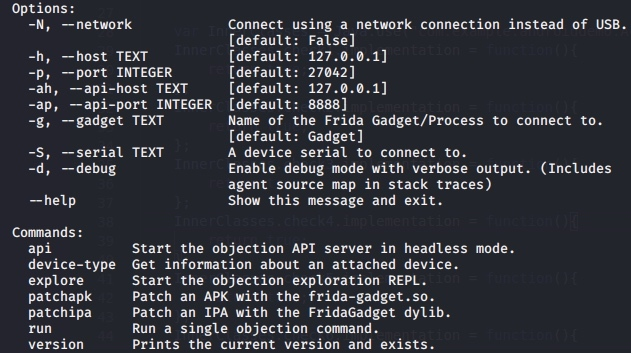 Options:
-N, --network Connect using a network connection instead of USB.
[default: False]
-h, --host TEXT [default: 127.0.0.1]
-p, --port INTEGER [default: 27042]
-ah, --api-host TEXT [default: 127.0.0.1]
-ap, --api-port INTEGER [default: 8888]
-g, --gadget TEXT Name of the Frida Gadget/Process to connect to.
[default: Gadget]
-S, --serial TEXT A device serial to connect to.
-d, --debug Enable debug mode with verbose output. (Includes
agent source map in stack traces)
--help Show this message and exit.
Commands:
api Start the objection API server in headless mode.
device-type Get information about an attached device.
explore Start the objection exploration REPL.
patchapk Patch an APK with the frida-gadget.so.
patchipa Patch an IPA with the FridaGadget dylib.
run Run a single objection command.
version Prints the current version and exists.